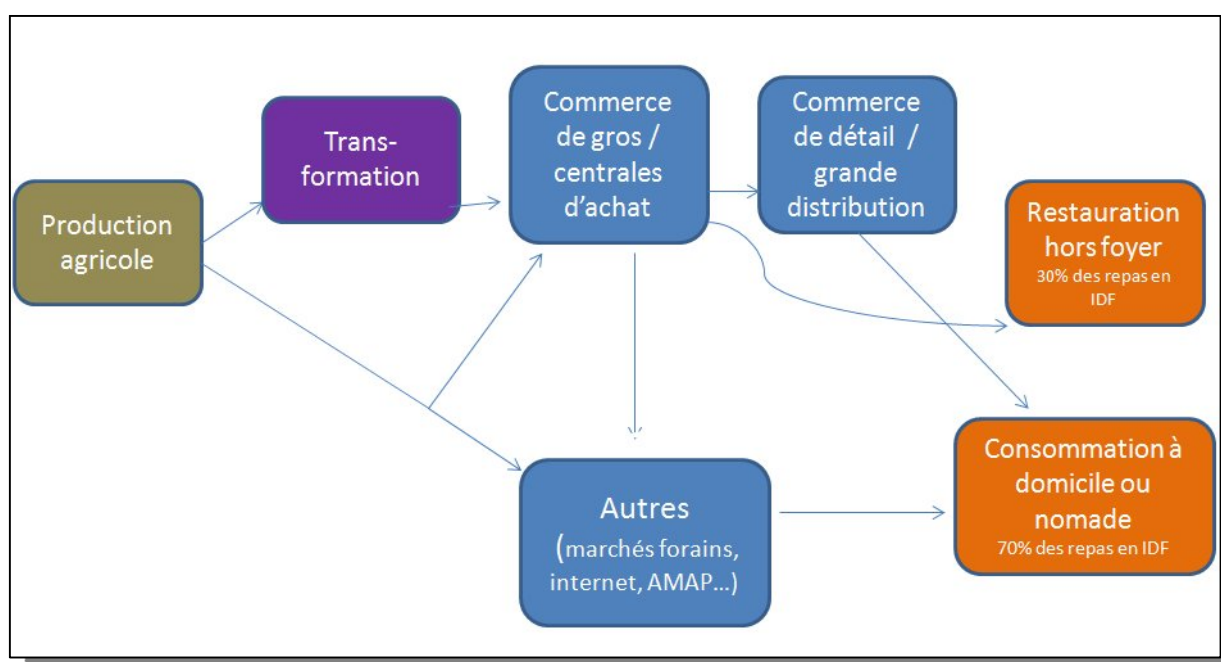 Production
agricole
Trans-
formation
Commerce
de gros /
centrales
d'achat
Commerce
de détail /
grande
distribution
Restauration
hors foyer
30% des repas en
IDF
Autres
(marchés forains,
internet, AMAP...)
Consommation à
domicile ou
nomade
70% des repas en IDF